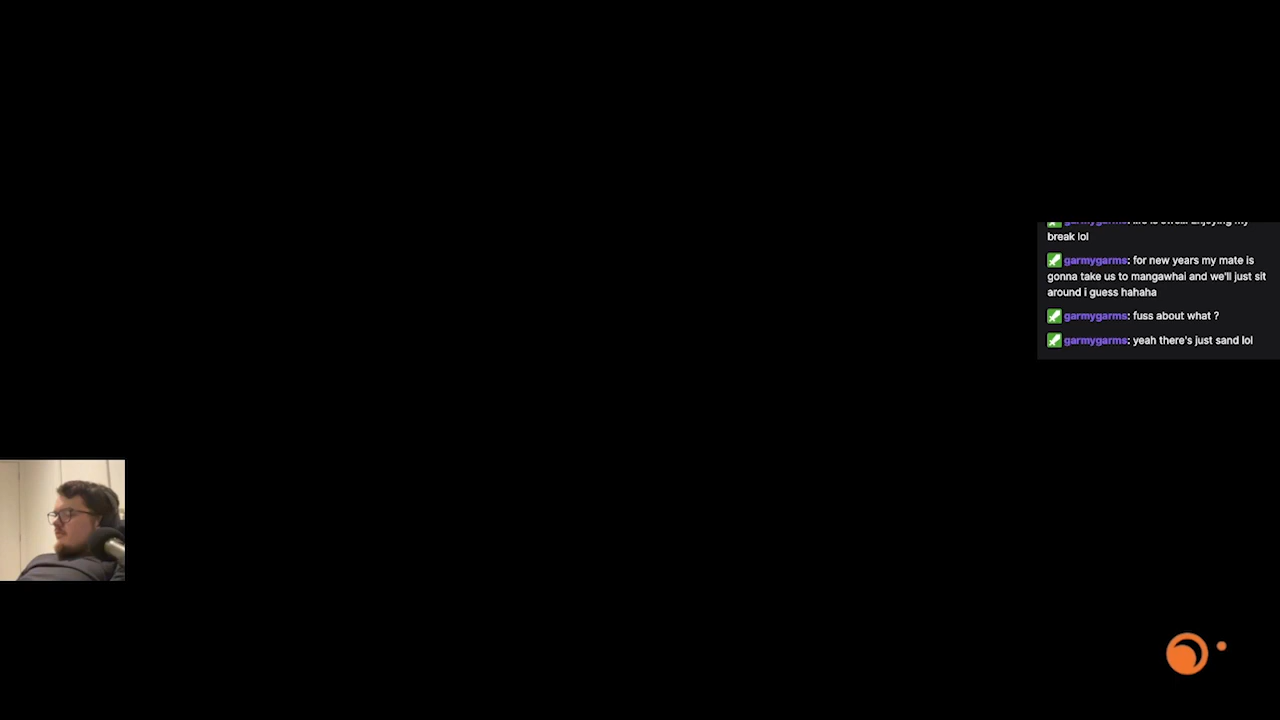 break lol
garmygarms: for new years my mate is
gonna take us to mangawhai and we'll just sit
around i guess hahaha
garmygarms: fuss about what ?
garmygarms: yeah there's just sand lol